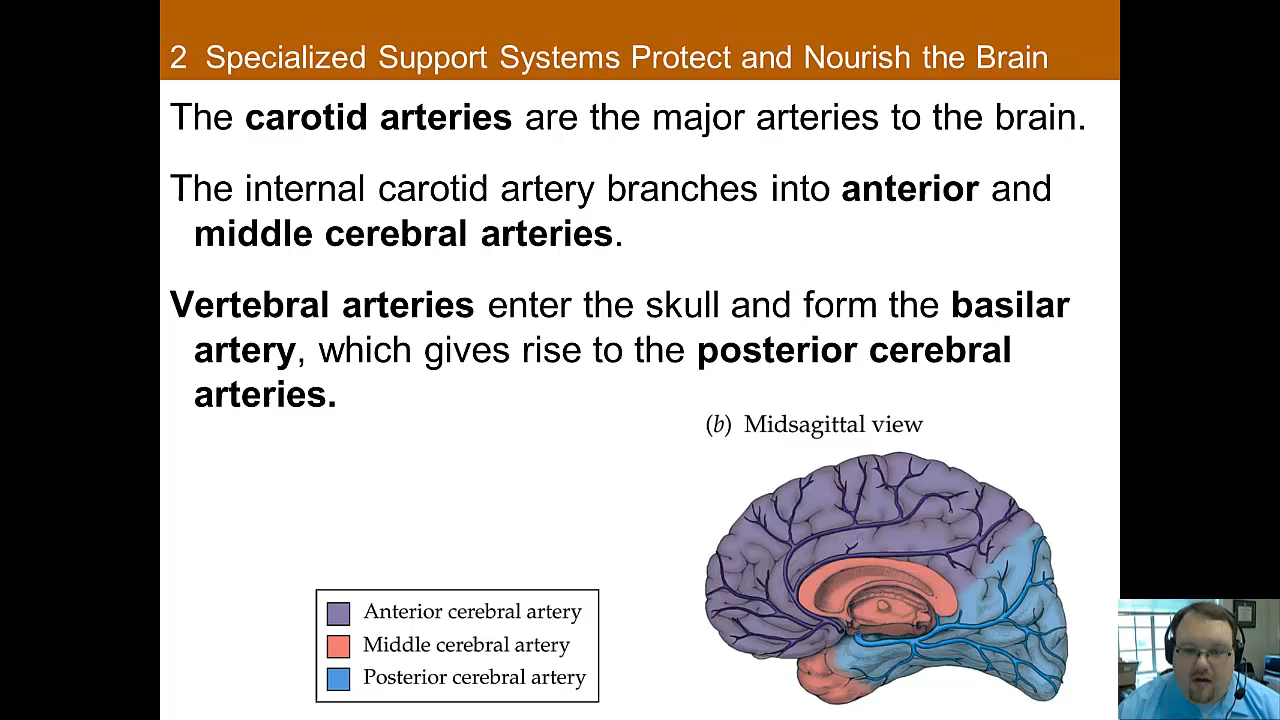 2 Specialized Support Systems Protect and Nourish the Brain
The carotid arteries are the major arteries to the brain.
The internal carotid artery branches into anterior and
middle cerebral arteries.
Vertebral arteries enter the skull and form the basilar
artery, which gives rise to the posterior cerebral
arteries.
(b) Midsagittal view
Anterior cerebral artery
Middle cerebral artery
Posterior cerebral artery